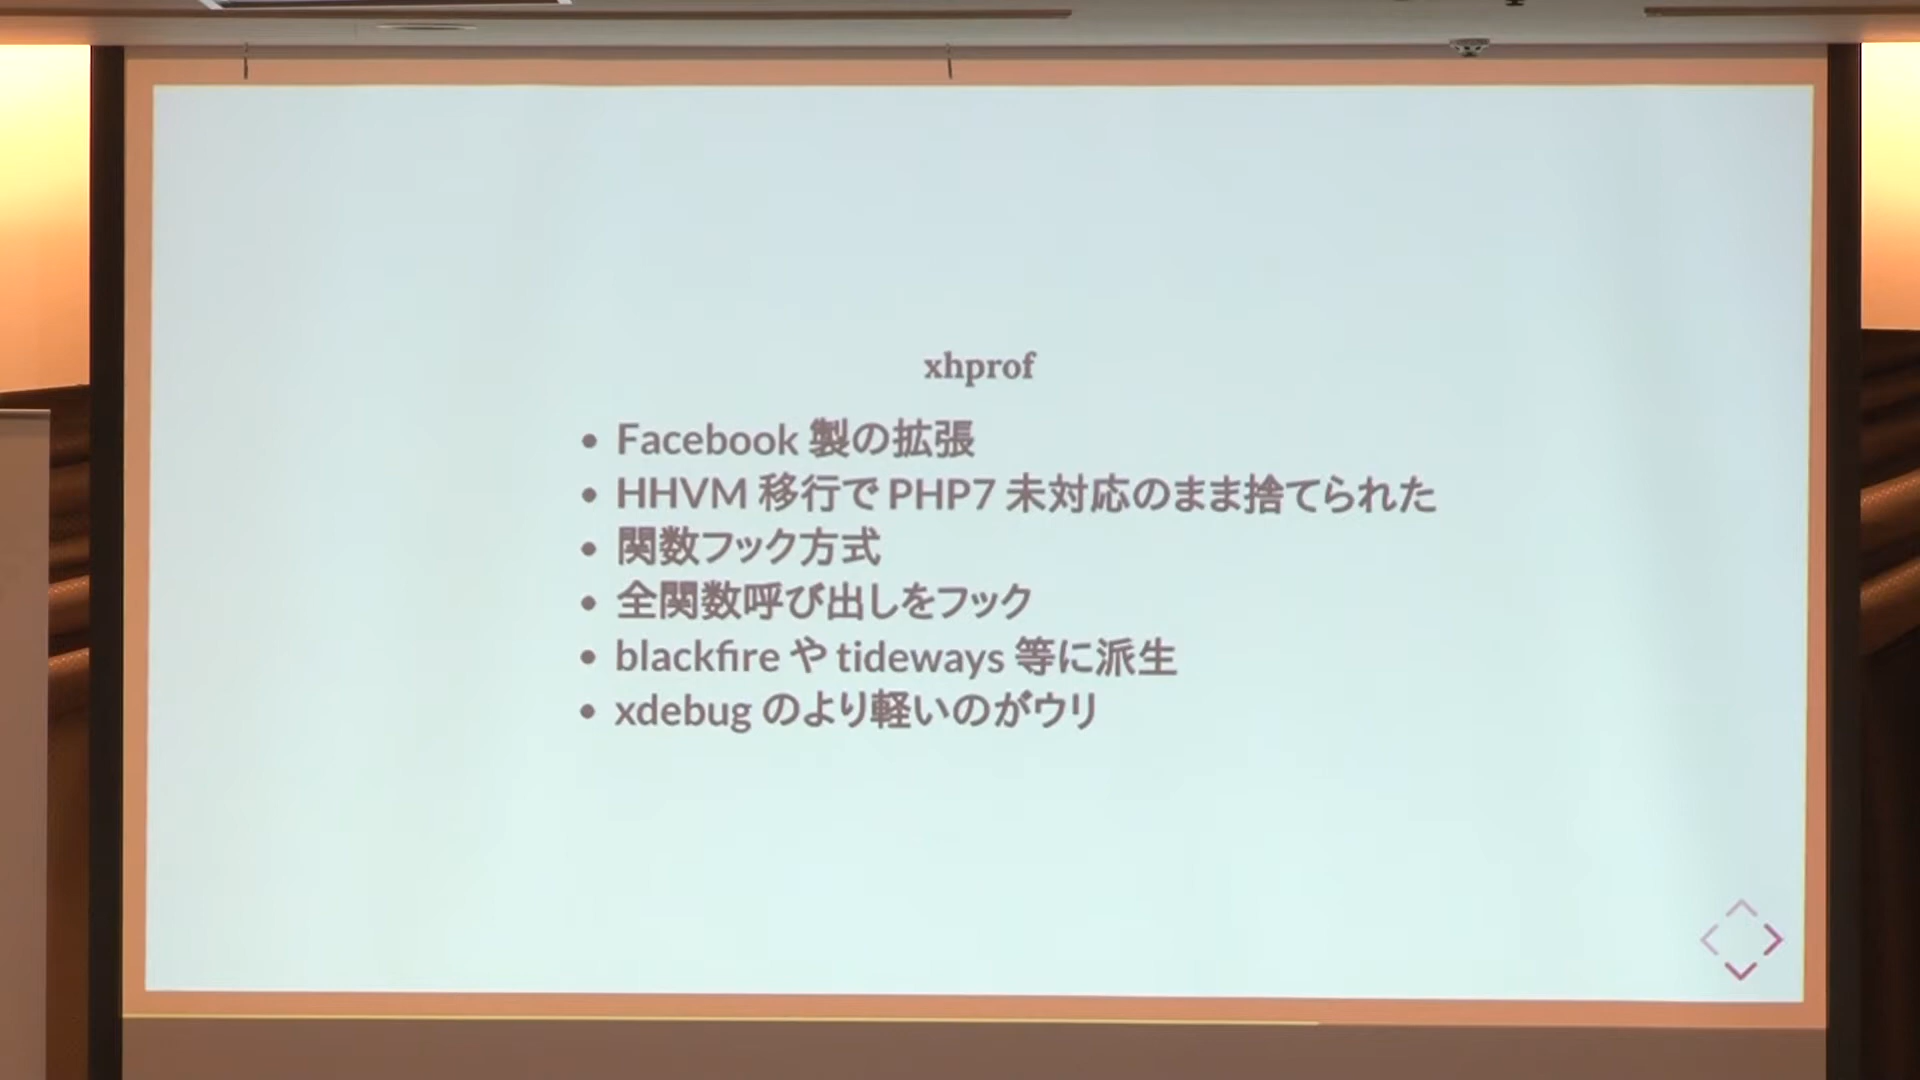 xhprof
• Facebook 製の拡張
• HHVM 移行で PHP7 未対応のまま捨てられた
• 関数フック方式
• 全関数呼び出しをフック
• blackfire や tideways 等に派生
• xdebug のより軽いのがウリ